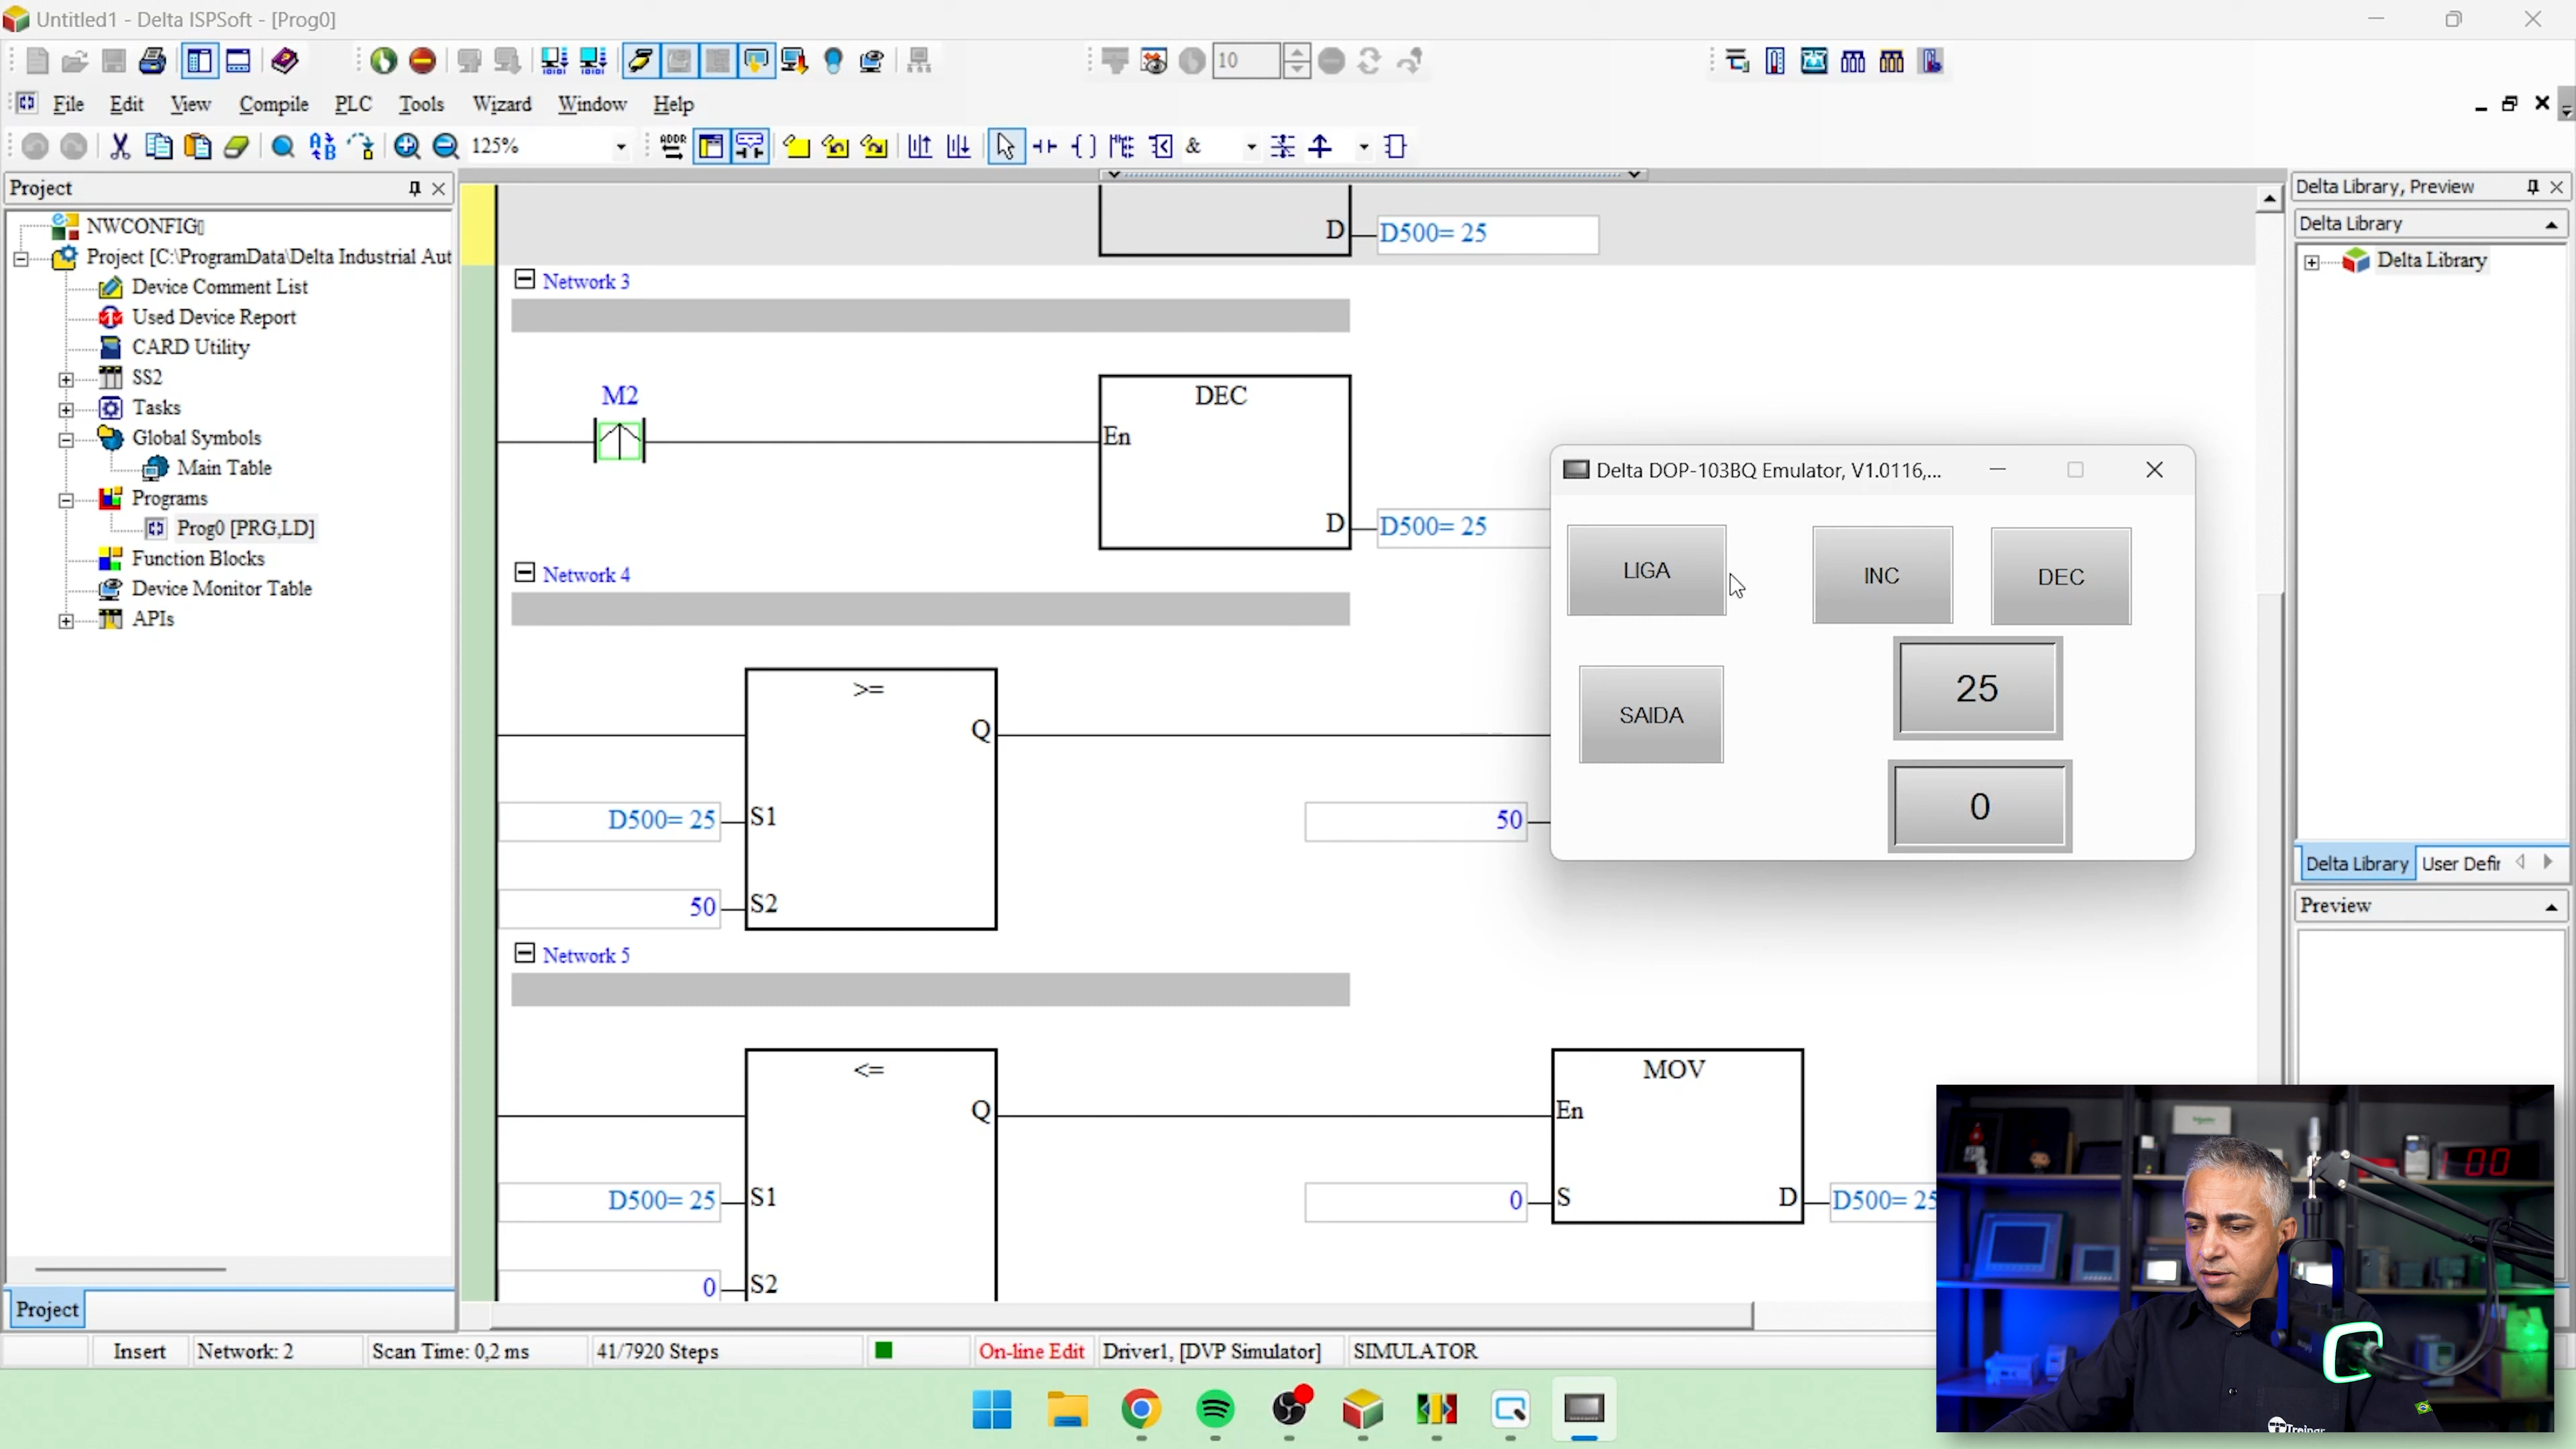 Untitled1 - Delta ISPSoft - [Prog0]
10
File Edit View Compile PLC Tools Wizard Window Help
125%
ADDR
&
Project
NWCONFIG
Project [C:\ProgramData\Delta Industrial Aut
Device Comment List
Used Device Report
CARD Utility
SS2
Tasks
Global Symbols
Main Table
Programs
Prog0 [PRG,LD]
Function Blocks
Device Monitor Table
APIs
Project
D
D500= 25
Network 3
M2
DEC
En
D
D500= 25
Network 4
>=
Q
D500= 25
S1
50
50
S2
Network 5
<=
Q
MOV
En
D500= 25
S1
0
S
D
D500= 25
0
S2
Delta DOP-103BQ Emulator, V1.0116,...
LIGA
INC
DEC
SAIDA
25
0
Delta Library, Preview
Delta Library
Delta Library
Delta Library
User Defir
Preview
100
Insert
Network: 2
Scan Time: 0,2 ms
41/7920 Steps
On-line Edit
Driver1, [DVP Simulator]
SIMULATOR